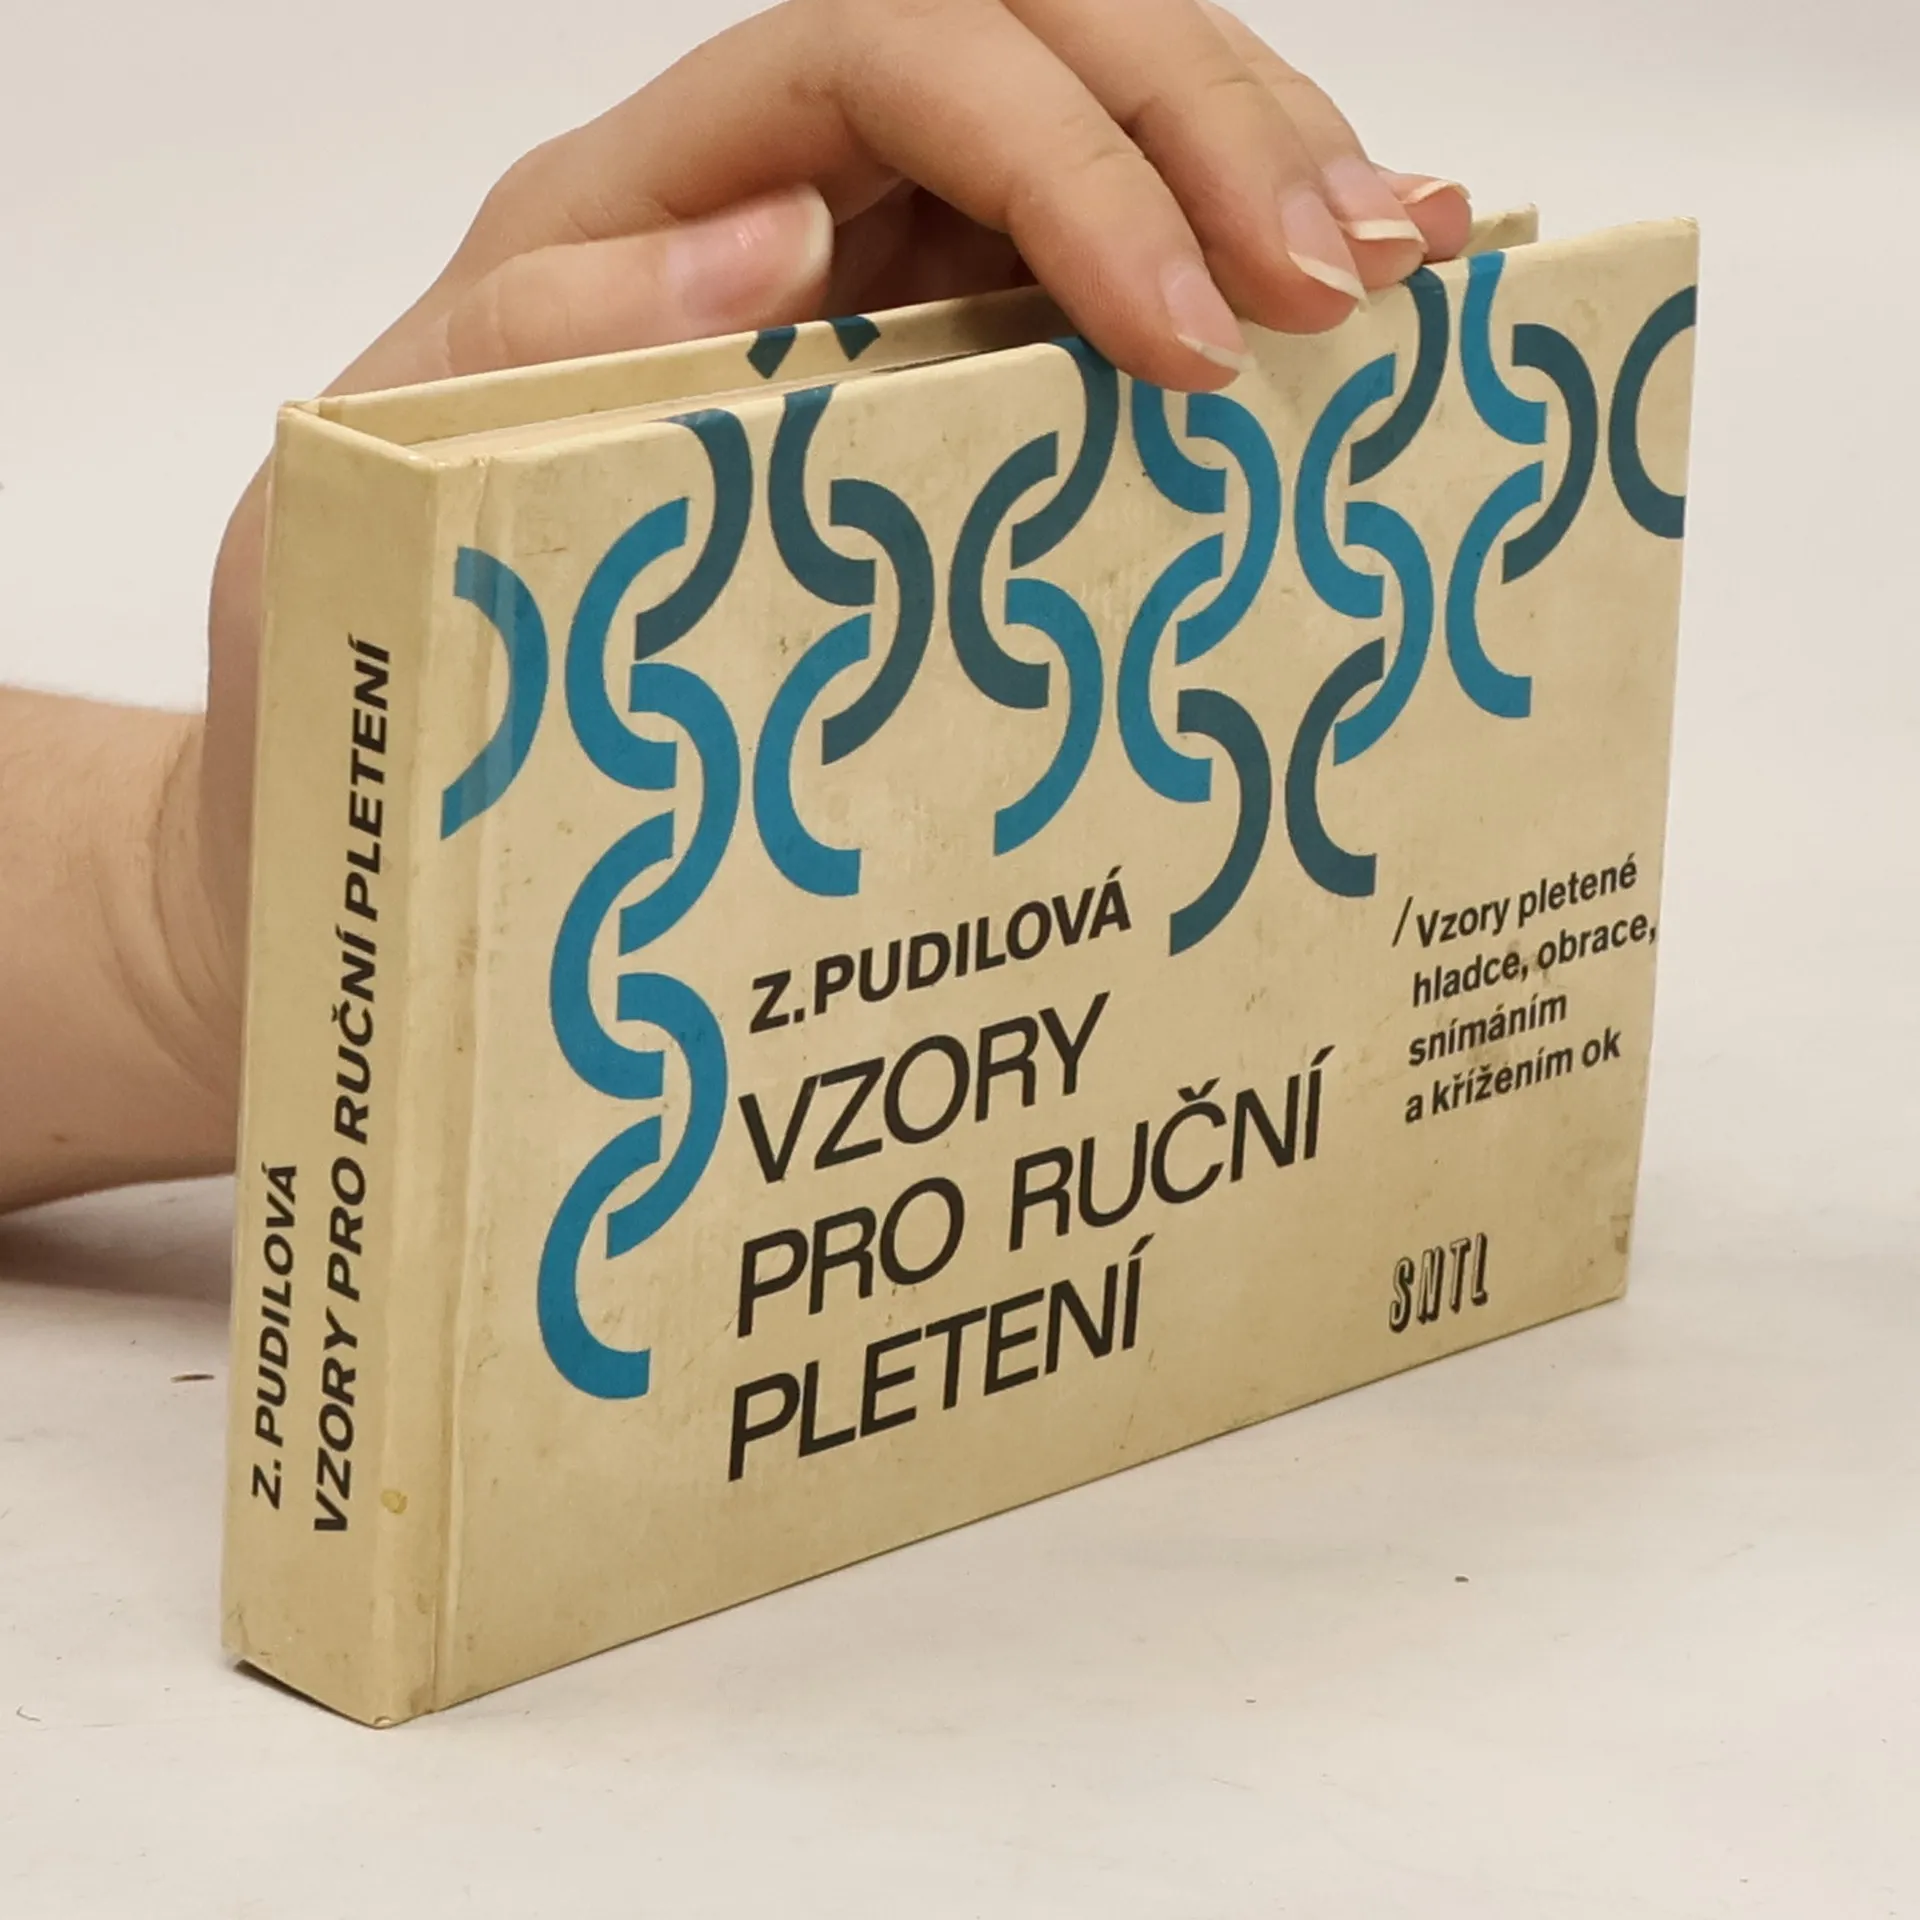 Z. PUDILOVÁ
VZORY PRO RUČNÍ PLETENÍ
Z. PUDILOVÁ
VZORY
PRO RUČNÍ
PLETENÍ
/Vzory pletené
hladce, obrace,
snímáním
a křížením ok
SNTL